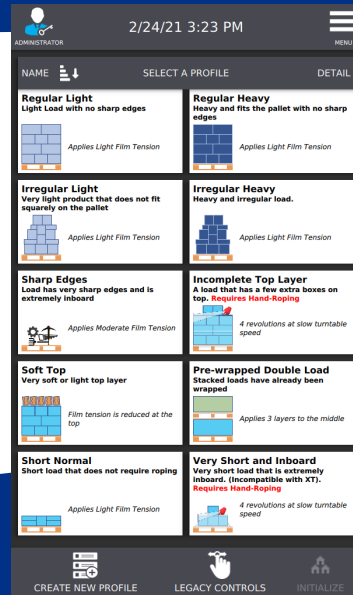 2/24/21 3:23 PM
ADMINISTRATOR
MENU
NAME
SELECT A PROFILE
DETAIL
Regular Light
Light Load with no sharp edges
Applies Light Film Tension
Regular Heavy
Heavy and fits the pallet with no sharp
edges
Applies Light Film Tension
Irregular Light
Very light product that does not fit
squarely on the pallet
Applies Light Film Tension
Irregular Heavy
Heavy and irregular load.
Applies Light Film Tension
Sharp Edges
Load has very sharp edges and is
extremely inboard
Applies Moderate Film Tension
Incomplete Top Layer
A load that has a few extra boxes on
top. Requires Hand-Roping
4 revolutions at slow turntable
speed
Soft Top
Very soft or light top layer
Film tension is reduced at the
top
Pre-wrapped Double Load
Stacked loads have already been
wrapped
Applies 3 layers to the middle
Short Normal
Short load that does not require roping
Applies Light Film Tension
Very Short and Inboard
Very short load that is extremely
inboard. (Incompatible with XT).
Requires Hand-Roping
4 revolutions at slow turntable
speed
CREATE NEW PROFILE
LEGACY CONTROLS
INITIALIZE